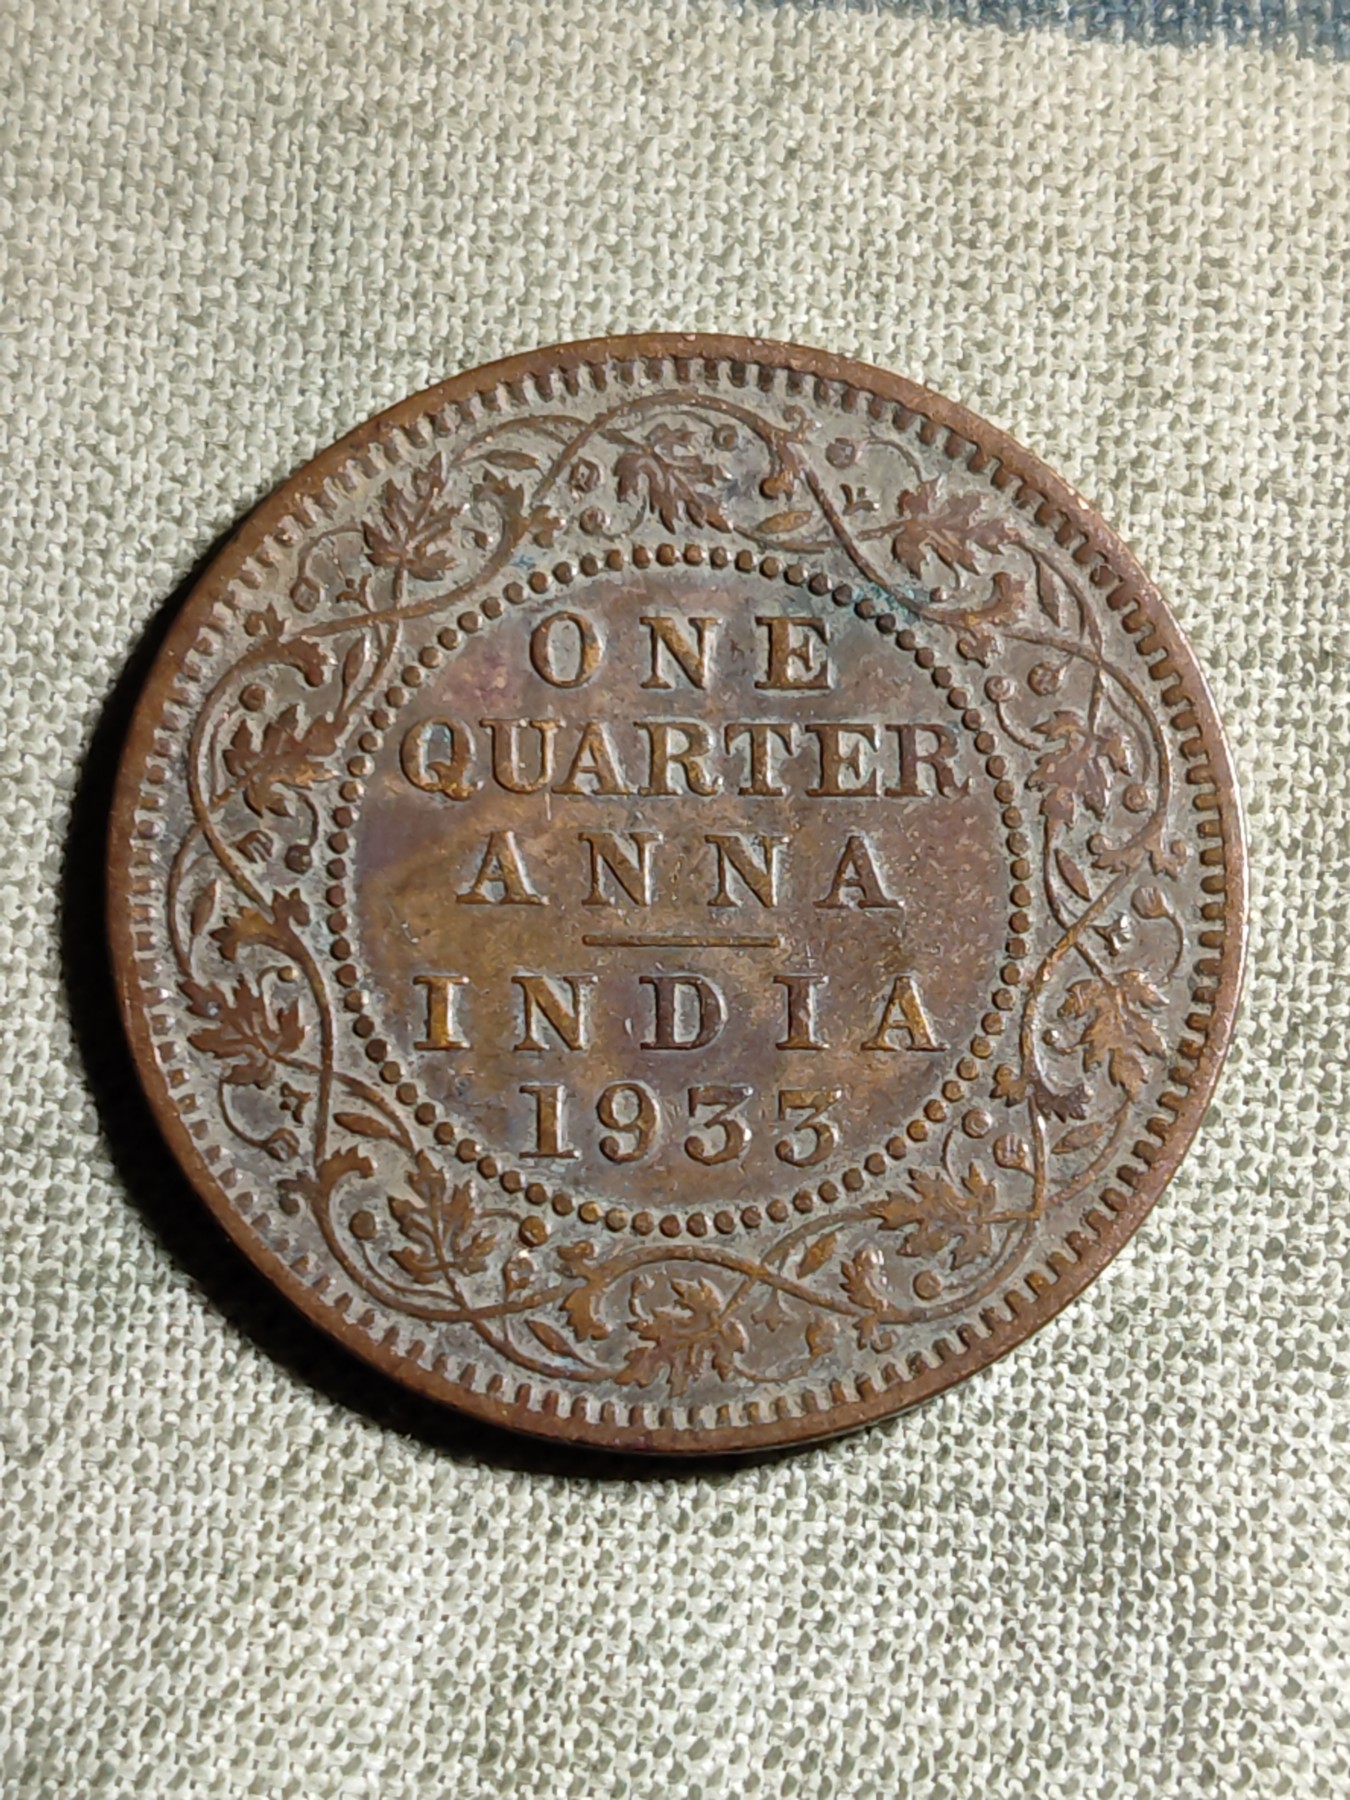 ONE
QUARTER
ANNA
INDIA
1933